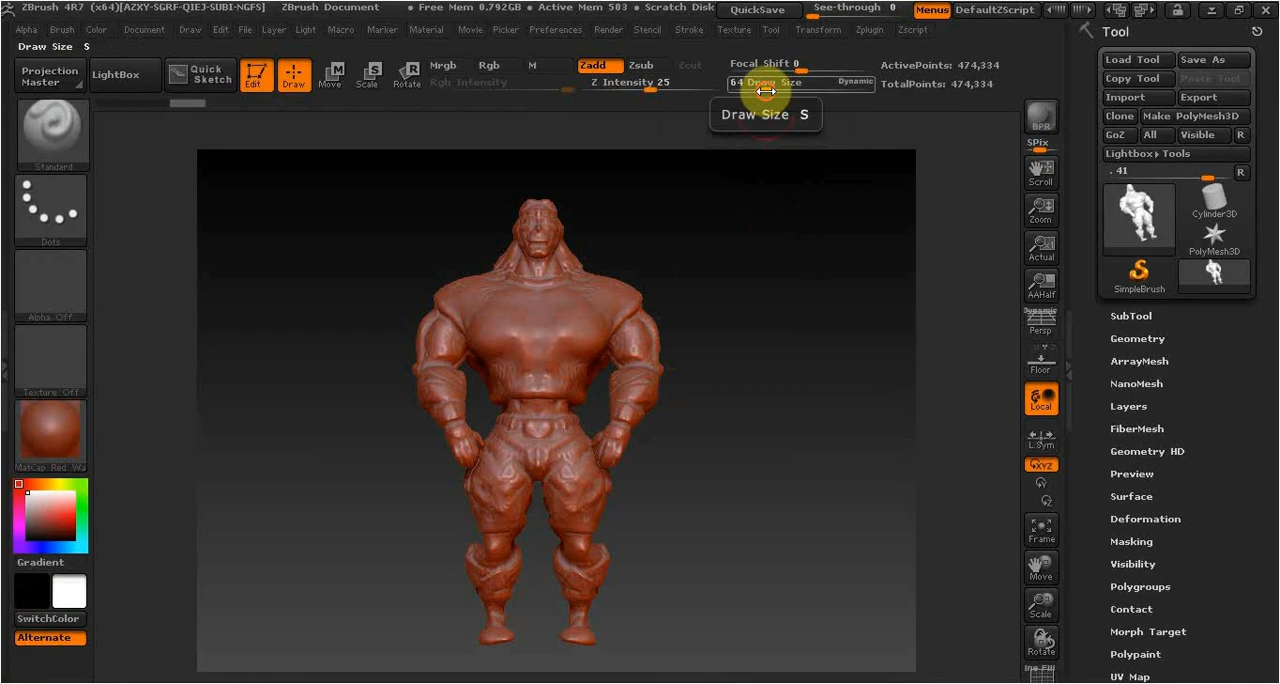 ZBrush 4R7 (x64)[AZXY-SGRF-QIEJ-SUBI-NGFS] ZBrush Document • Free Mem 0.792GB • Active Mem 503 • Scratch Disk QuickSave See-through 0 Menus DefaultZScript
Alpha Brush Color Document Draw Edit File Layer Light Macro Marker Material Movie Picker Preferences Render Stencil Stroke Texture Tool Transform Zplugin Zscript
Draw Size S
Projection Master
LightBox
Quick Sketch
Edit
Draw
Move
Scale
Rotate
Mrgb Rgb M
Rgb Intensity
Zadd Zsub Zcut
Z Intensity 25
Focal Shift 0
64 Draw Size Dynamic
ActivePoints: 474,334
TotalPoints: 474,334
Draw Size S
Standard
Dots
Alpha Off
Texture Off
MatCap Red Wa
Gradient
SwitchColor
Alternate
BPR
SPix
Scroll
Zoom
Actual
AAHalf
Dynamic
Persp
Floor
Local
L.Sym
XYZ
Frame
Move
Scale
Rotate
Line Fill
Tool
Load Tool Save As
Copy Tool Paste Tool
Import Export
Clone Make PolyMesh3D
GoZ All Visible R
Lightbox▸Tools
. 41 R
Cylinder3D
PolyMesh3D
SimpleBrush
SubTool
Geometry
ArrayMesh
NanoMesh
Layers
FiberMesh
Geometry HD
Preview
Surface
Deformation
Masking
Visibility
Polygroups
Contact
Morph Target
Polypaint
UV Map